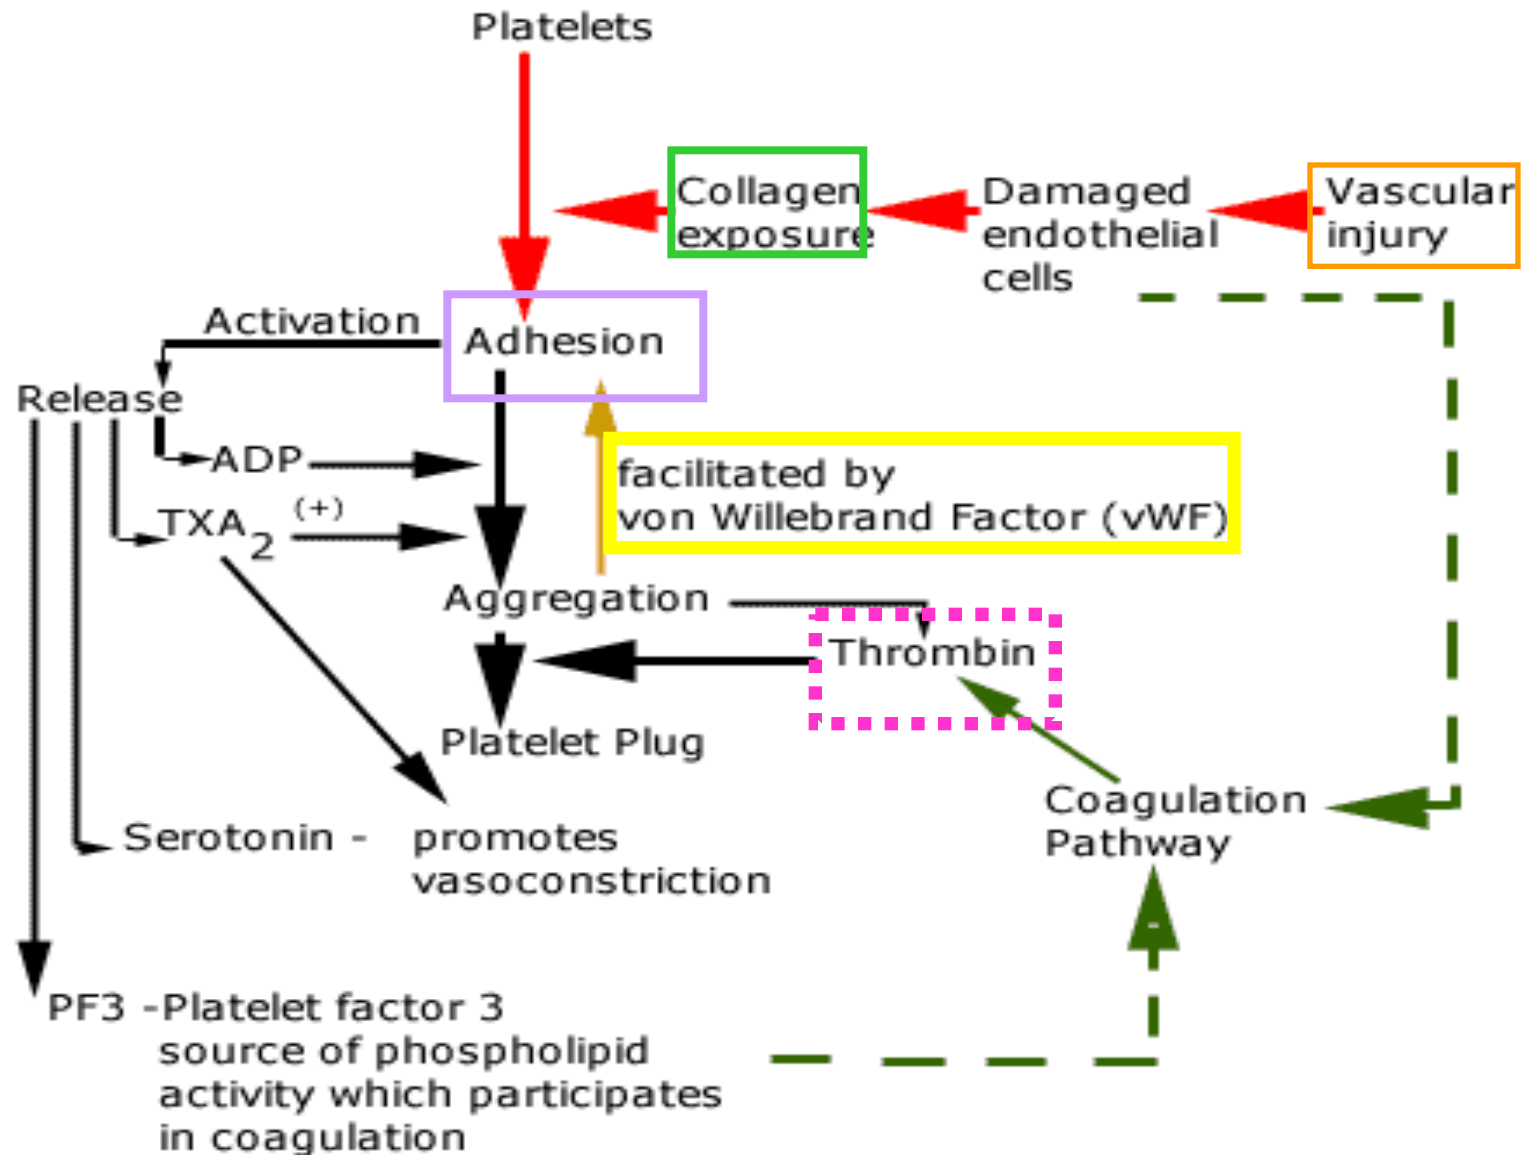 Platelets
Collagen
exposure
Damaged
endothelial
cells
Vascular
injury
Activation
Adhesion
Release
ADP
facilitated by
von Willebrand Factor (vWF)
TXA2 (+)
Aggregation
Thrombin
Platelet Plug
Coagulation
Pathway
Serotonin - promotes
vasoconstriction
PF3 -Platelet factor 3
source of phospholipid
activity which participates
in coagulation